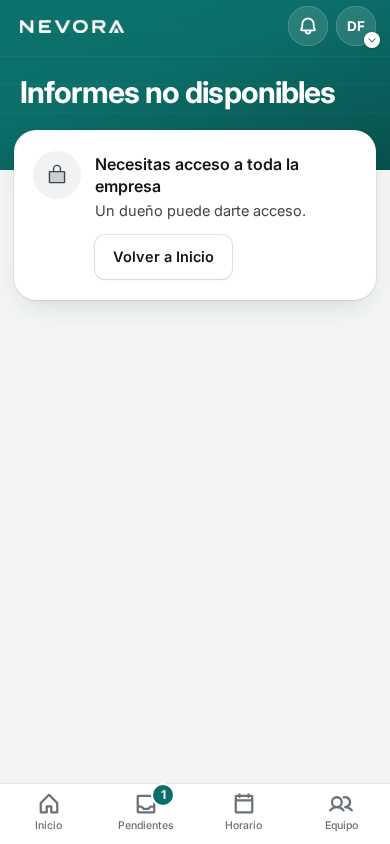 NEVORA
DF
Informes no disponibles
Necesitas acceso a toda la
empresa
Un dueño puede darte acceso.
Volver a Inicio
1
Inicio
Pendientes
Horario
Equipo